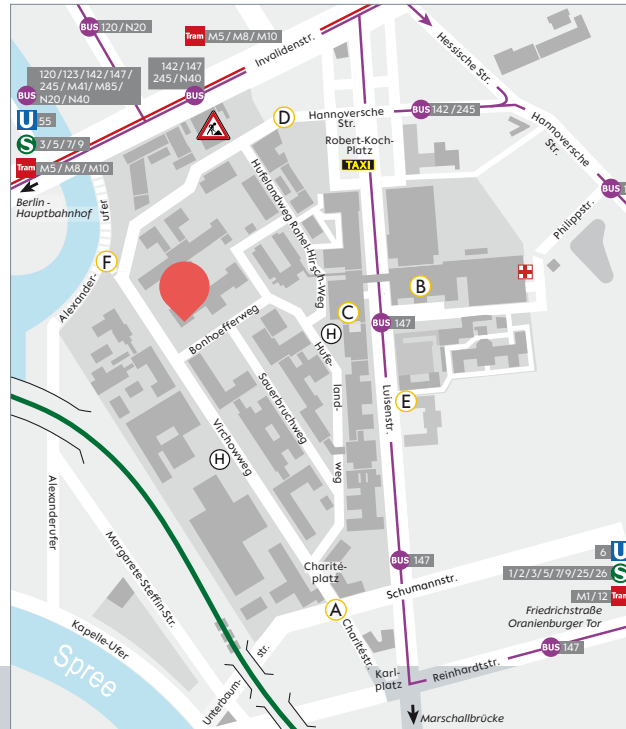 BUS 120 / N20
Tram M5 / M8 / M10
120 / 123 / 142 / 147 /
245 / M41 / M85 /
N20 / N40
BUS
142 / 147
245 / N40
BUS
U 55
S 3 / 5 / 7 / 9
Tram M5 / M8 / M10
Berlin -
Hauptbahnhof
Invalidenstr.
Hessische Str.
D
Hannoversche
Str.
BUS 142 / 245
Robert-Koch-
Platz
TAXI
Hannoversche
Str.
BUS
Philippstr.
Alexander-
ufer
F
Hufelandweg
Rahel-Hirsch-Weg
B
C
H
BUS 147
Bonhoefferweg
Hufe-
land-
weg
Sauerbruchweg
Luisenstr.
E
Virchowweg
H
Alexanderufer
Margarete-Steffin-Str.
Charité-
platz
BUS 147
Schumannstr.
A
Charitéstr.
6 U
1 / 2 / 3 / 5 / 7 / 9 / 25 / 26 S
M1 / 12 Tram
Friedrichstraße
Oranienburger Tor
BUS 147
Kapelle-Ufer
Spree
Unterbaum-
str.
Karl-
platz
Reinhardtstr.
Marschallbrücke